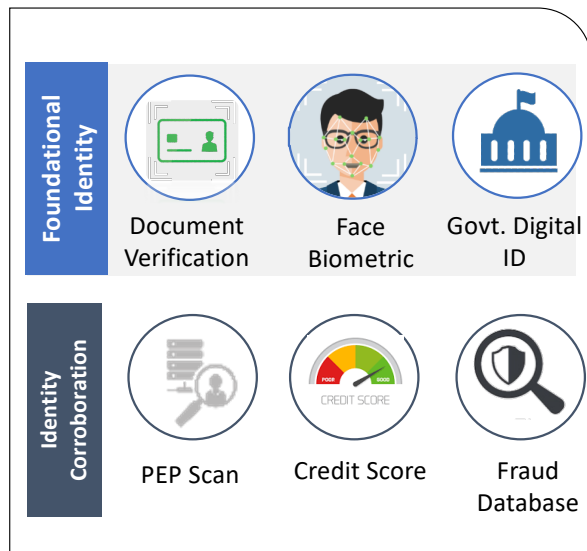 Foundational
Identity
Document
Verification
Face
Biometric
Govt. Digital
ID
Identity
Corroboration
POOR
GOOD
CREDIT SCORE
PEP Scan
Credit Score
Fraud
Database